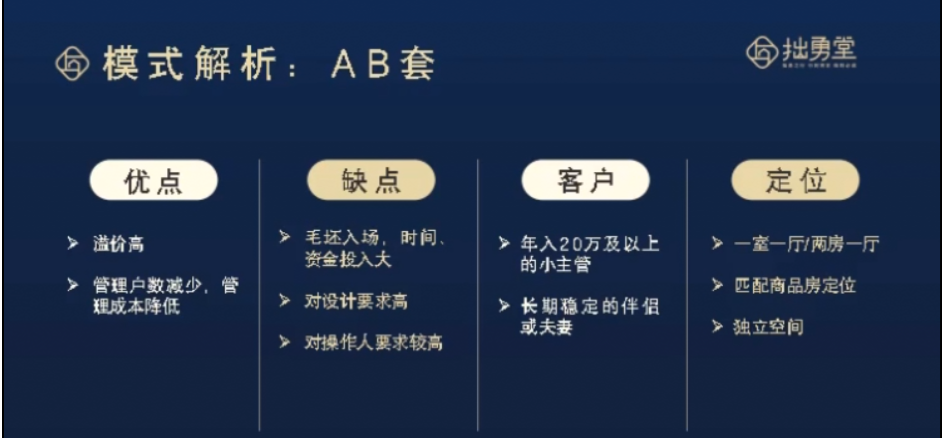 模式解析：AB套
拙勇堂
优点
溢价高
管理户数减少，管
理成本降低
缺点
毛坯入场，时间、
资金投入大
对设计要求高
对操作人要求较高
客户
年入20万及以上
的小主管
长期稳定的伴侣
或夫妻
定位
一室一厅/两房一厅
匹配商品房定位
独立空间